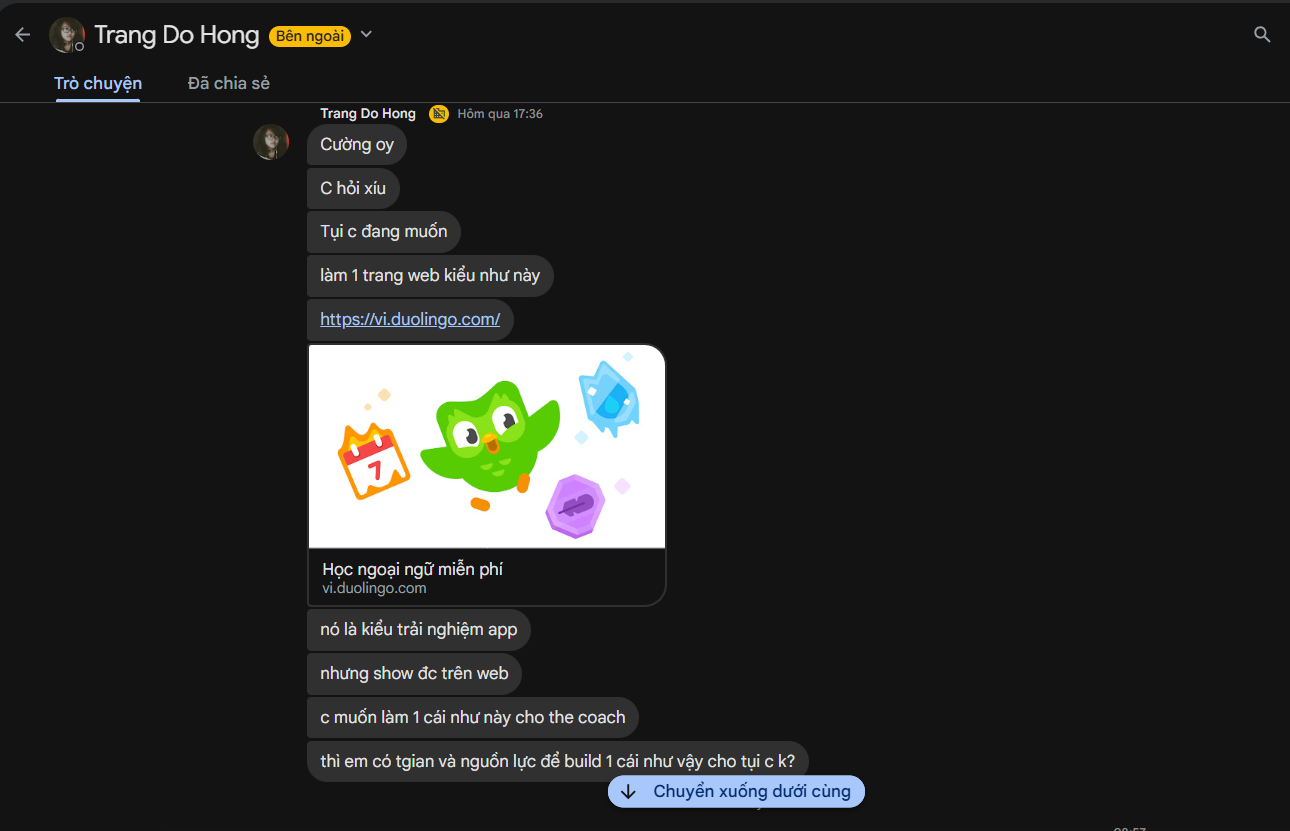 Trang Do Hong Bên ngoài
Trò chuyện Đã chia sẻ
Trang Do Hong Hôm qua 17:36
Cường oy
C hỏi xíu
Tụi c đang muốn
làm 1 trang web kiểu như này
https://vi.duolingo.com/
7
Học ngoại ngữ miễn phí
vi.duolingo.com
nó là kiểu trải nghiệm app
nhưng show đc trên web
c muốn làm 1 cái như này cho the coach
thì em có tgian và nguồn lực để build 1 cái như vậy cho tụi c k?
Chuyển xuống dưới cùng